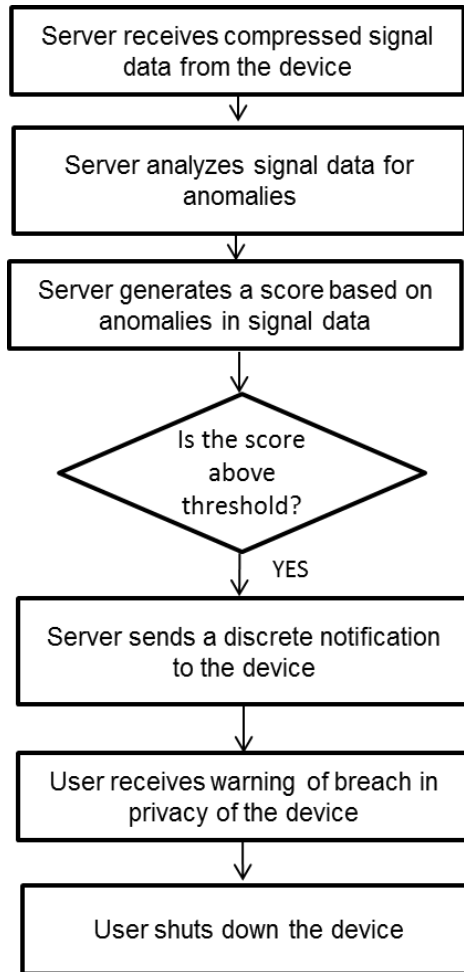 Server receives compressed signal
data from the device
Server analyzes signal data for
anomalies
Server generates a score based on
anomalies in signal data
Is the score
above
threshold?
YES
Server sends a discrete notification
to the device
User receives warning of breach in
privacy of the device
User shuts down the device